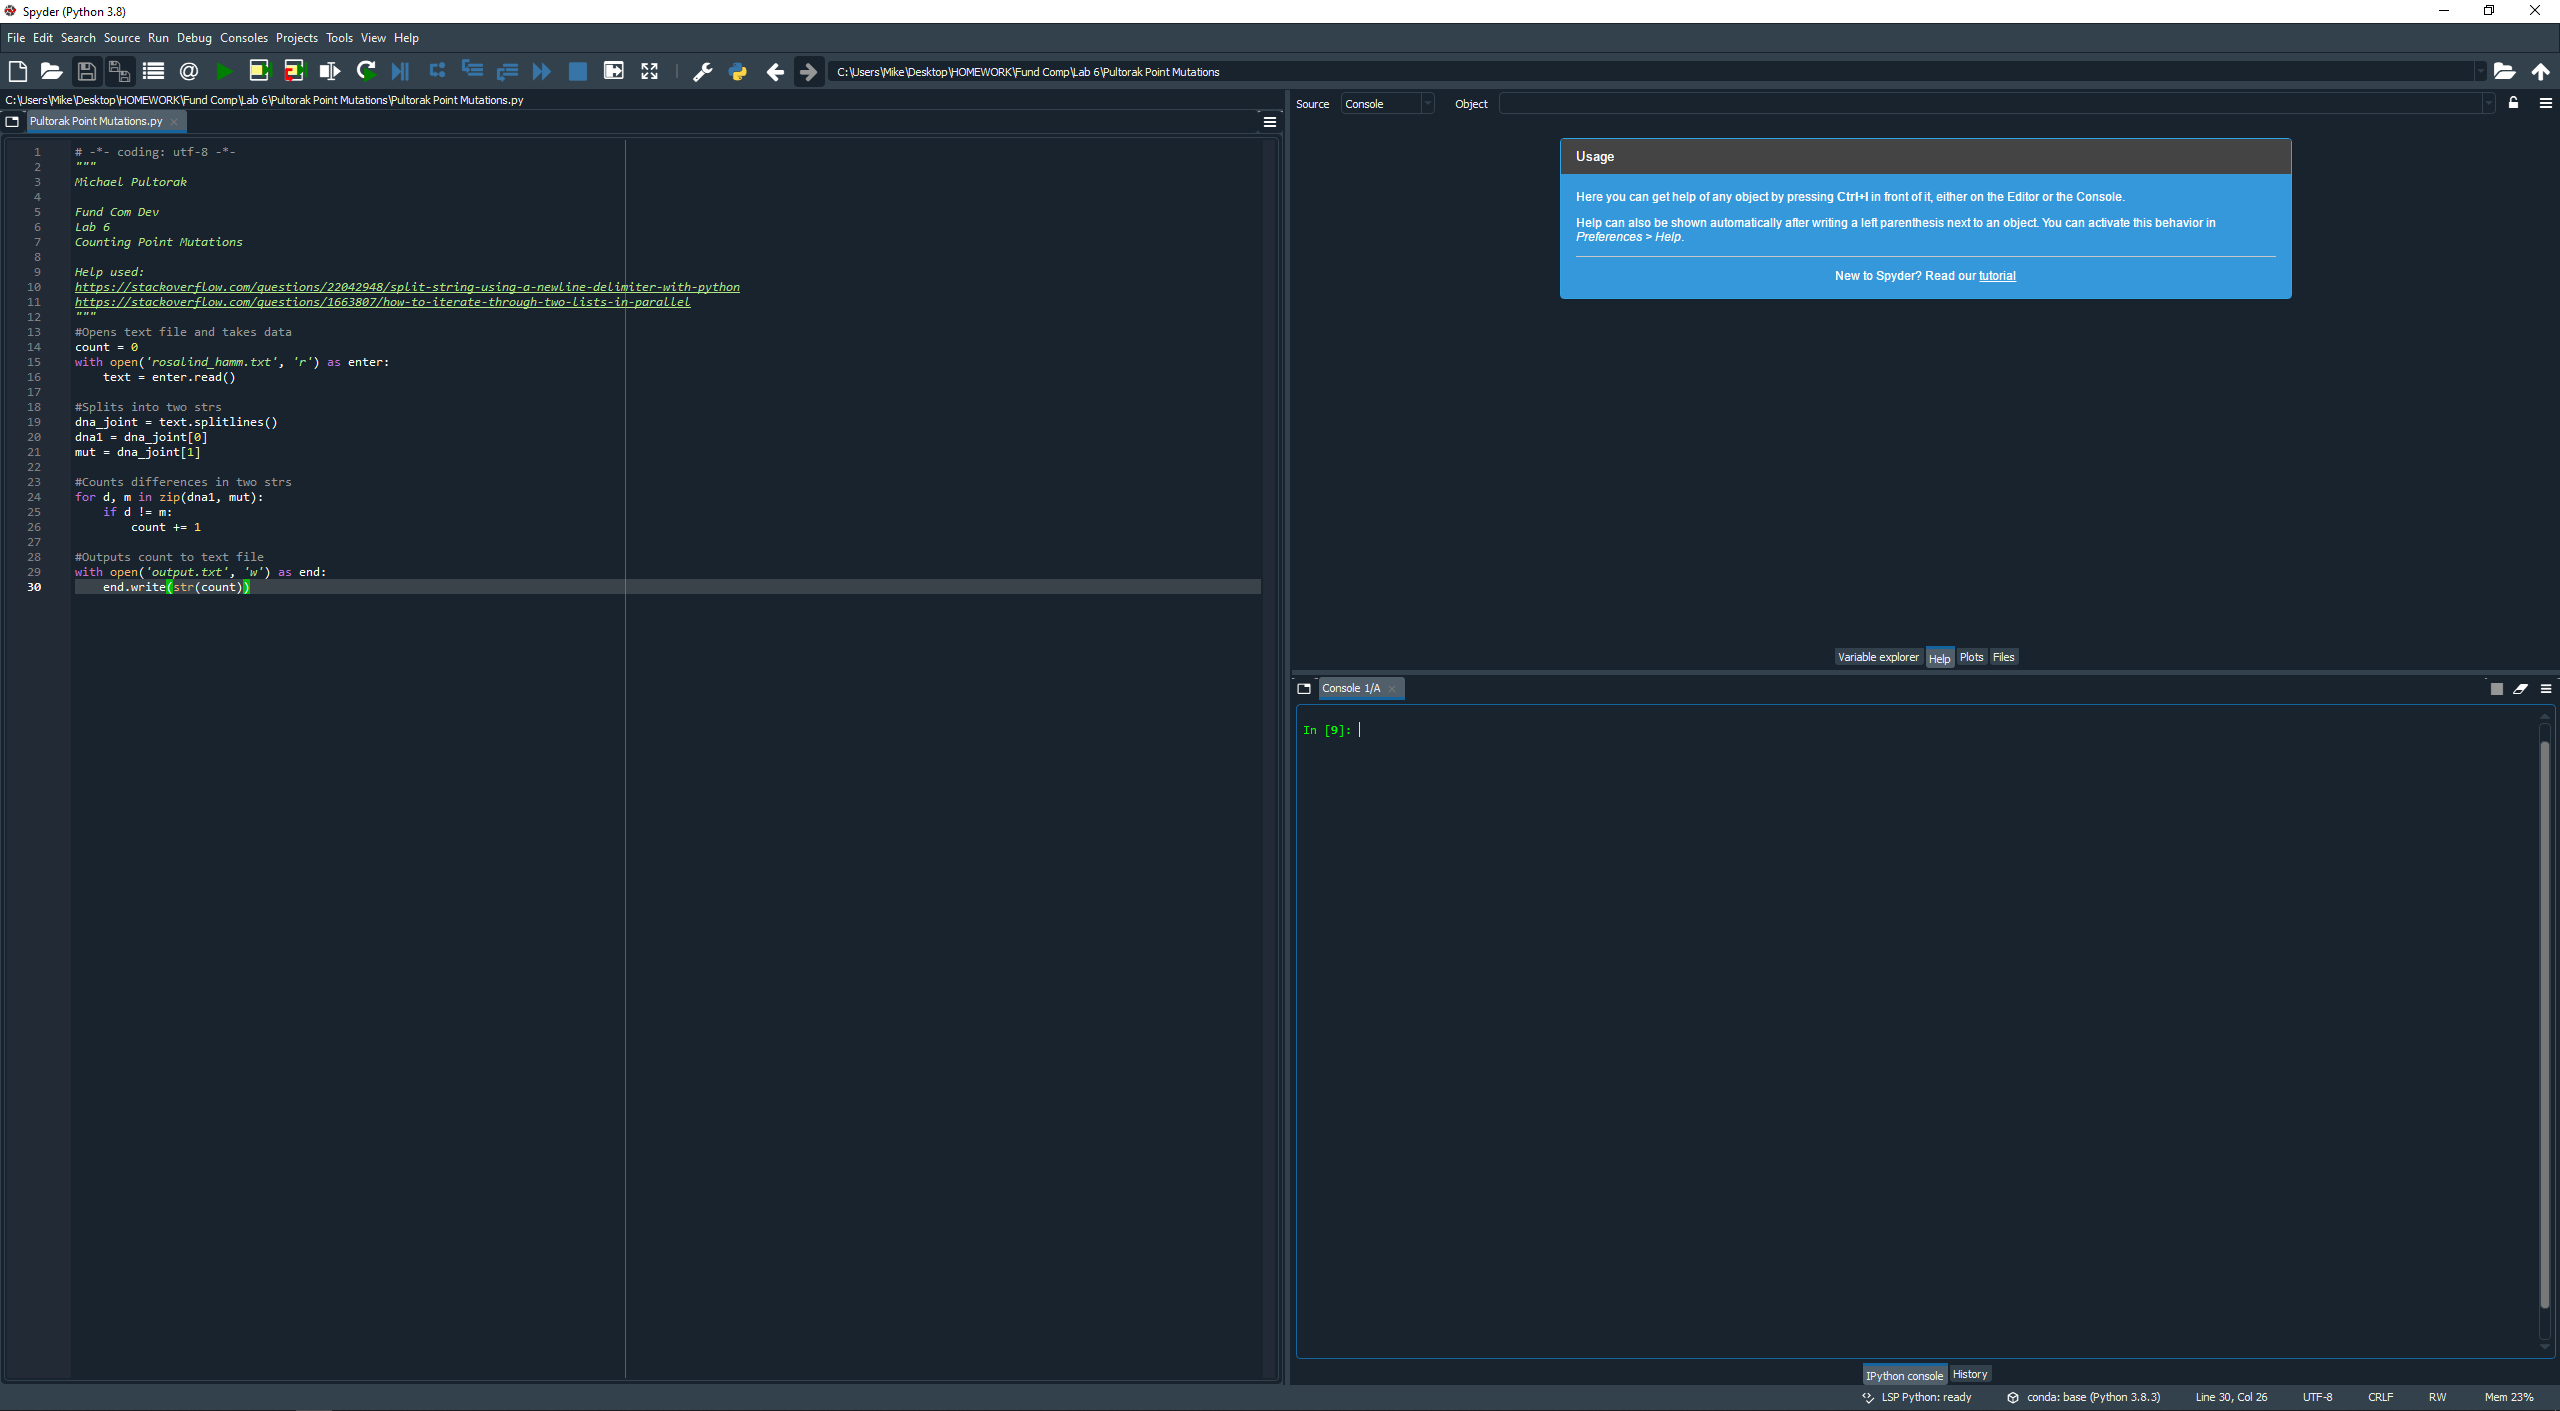 Spyder (Python 3.8)
File Edit Search Source Run Debug Consoles Projects Tools View Help
C:\Users\Mike\Desktop\HOMEWORK\Fund Comp\Lab 6\Pultorak Point Mutations
C:\Users\Mike\Desktop\HOMEWORK\Fund Comp\Lab 6\Pultorak Point Mutations\Pultorak Point Mutations.py
Pultorak Point Mutations.py
1 # -*- coding: utf-8 -*-
2 """
3 Michael Pultorak
4
5 Fund Com Dev
6 Lab 6
7 Counting Point Mutations
8
9 Help used:
10 https://stackoverflow.com/questions/22042948/split-string-using-a-newline-delimiter-with-python
11 https://stackoverflow.com/questions/1663807/how-to-iterate-through-two-lists-in-parallel
12 """
13 #Opens text file and takes data
14 count = 0
15 with open('rosalind_hamm.txt', 'r') as enter:
16     text = enter.read()
17
18 #Splits into two strs
19 dna_joint = text.splitlines()
20 dna1 = dna_joint[0]
21 mut = dna_joint[1]
22
23 #Counts differences in two strs
24 for d, m in zip(dna1, mut):
25     if d != m:
26         count += 1
27
28 #Outputs count to text file
29 with open('output.txt', 'w') as end:
30     end.write(str(count))
Source Console Object
Usage
Here you can get help of any object by pressing Ctrl+I in front of it, either on the Editor or the Console.
Help can also be shown automatically after writing a left parenthesis next to an object. You can activate this behavior in
Preferences > Help.
New to Spyder? Read our tutorial
Variable explorer Help Plots Files
Console 1/A
In [9]:
IPython console History
LSP Python: ready conda: base (Python 3.8.3) Line 30, Col 26 UTF-8 CRLF RW Mem 23%